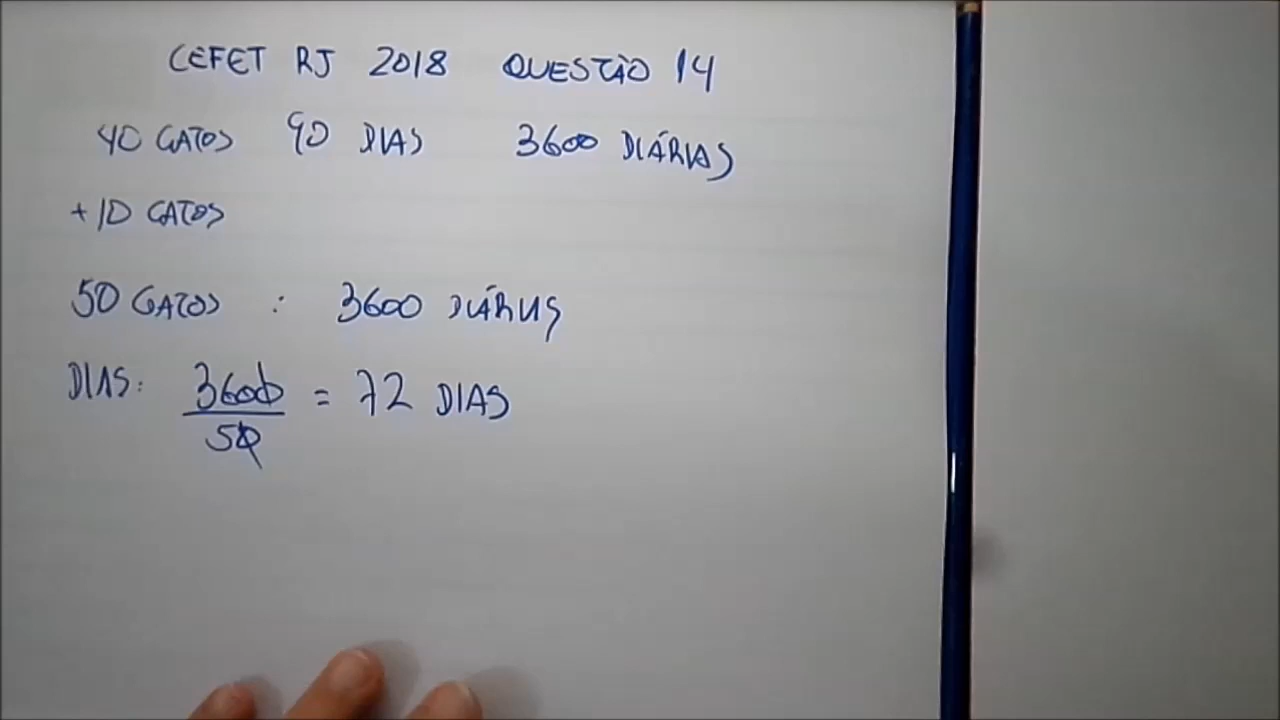 CEFET RJ 2018 QUESTÃO 14
40 GATOS 90 DIAS 3600 DIÁRIAS
+ 10 GATOS
50 GATOS : 3600 DIÁRIAS
DIAS: 3600/50 = 72 DIAS